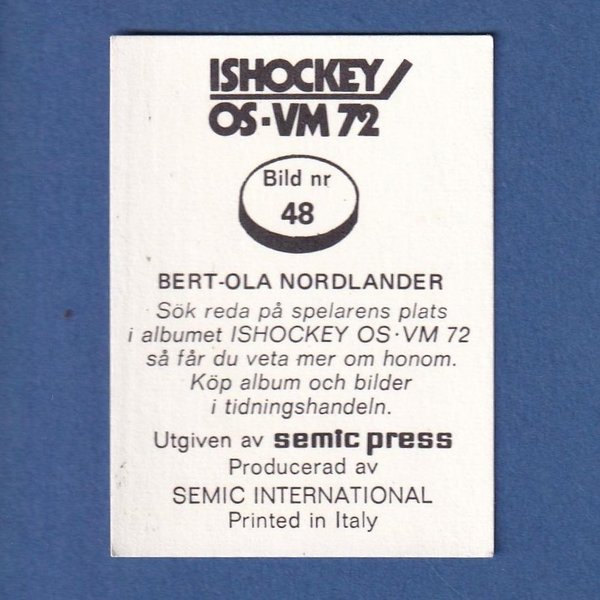 ISHOCKEY
OS·VM 72
Bild nr
48
BERT-OLA NORDLANDER
Sök reda på spelarens plats
i albumet ISHOCKEY OS·VM 72
så får du veta mer om honom.
Köp album och bilder
i tidningshandeln.
Utgiven av semic press
Producerad av
SEMIC INTERNATIONAL
Printed in Italy